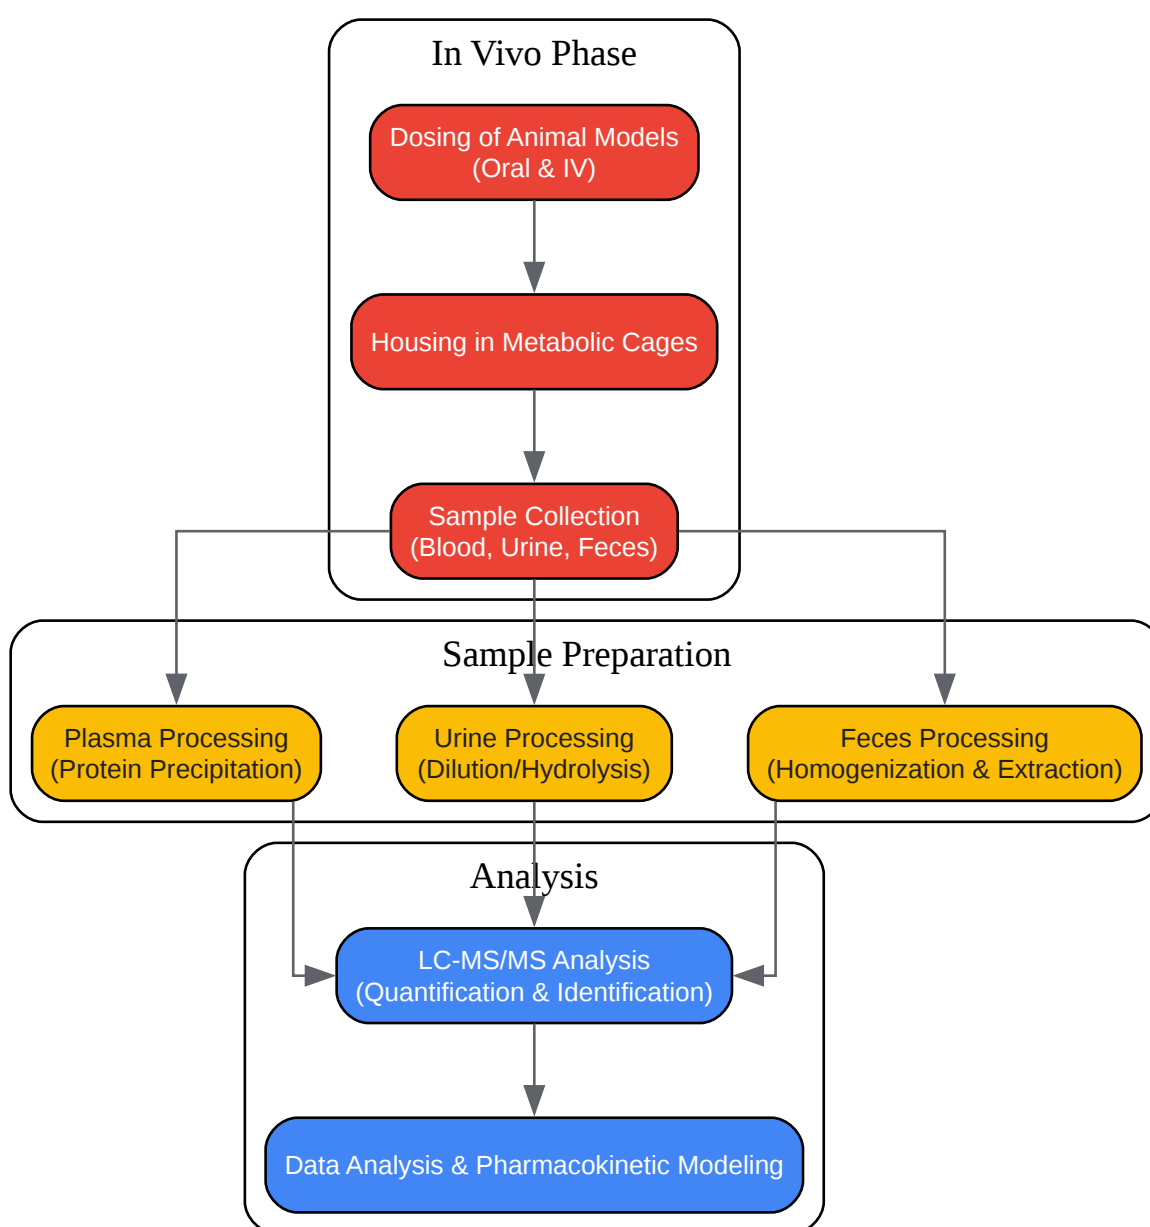 In Vivo Phase
Dosing of Animal Models
(Oral & IV)
Housing in Metabolic Cages
Sample Collection
(Blood, Urine, Feces)
Sample Preparation
Plasma Processing
(Protein Precipitation)
Urine Processing
(Dilution/Hydrolysis)
Feces Processing
(Homogenization & Extraction)
Analysis
LC-MS/MS Analysis
(Quantification & Identification)
Data Analysis & Pharmacokinetic Modeling